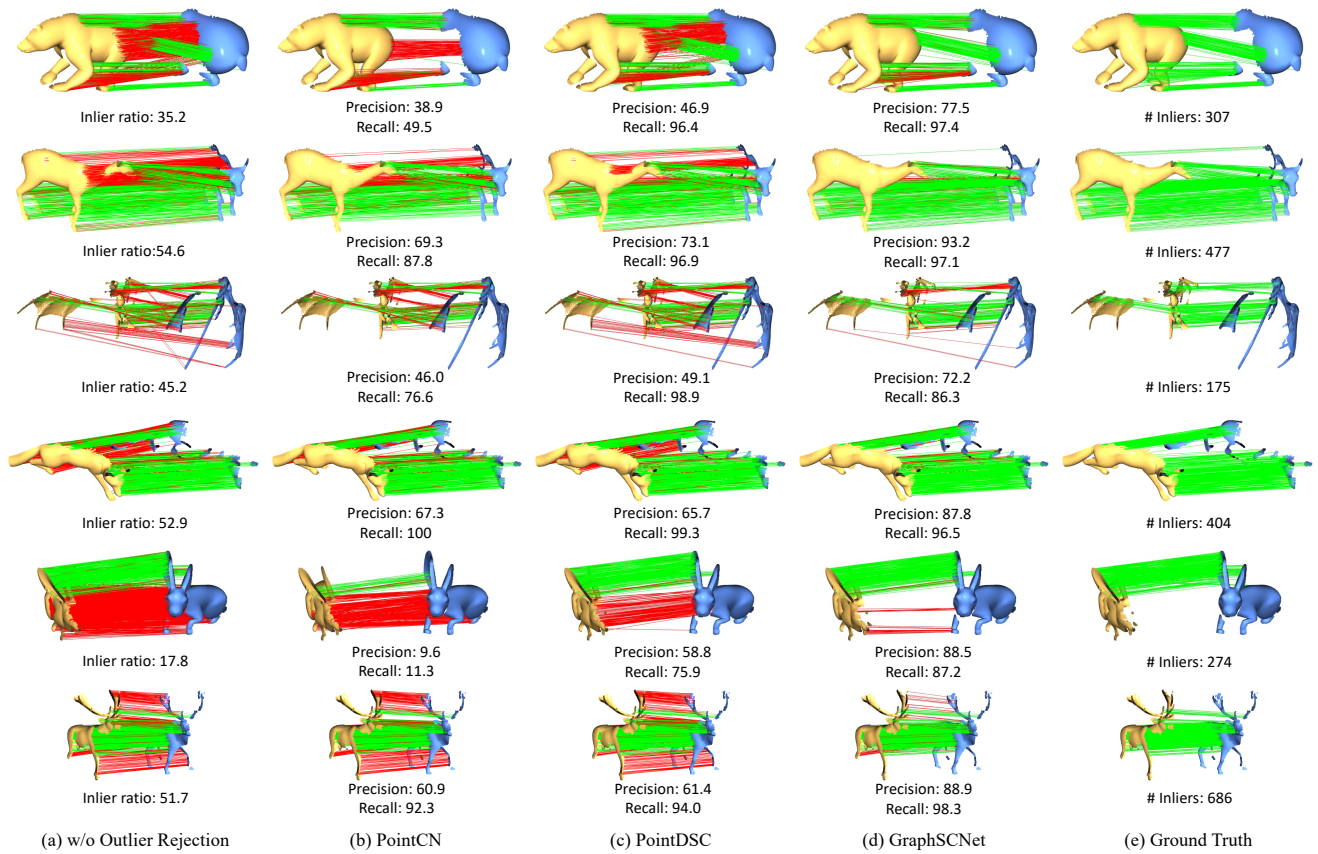 Inlier ratio: 35.2
Precision: 38.9
Recall: 49.5
Precision: 46.9
Recall: 96.4
Precision: 77.5
Recall: 97.4
# Inliers: 307
Inlier ratio:54.6
Precision: 69.3
Recall: 87.8
Precision: 73.1
Recall: 96.9
Precision: 93.2
Recall: 97.1
# Inliers: 477
Inlier ratio: 45.2
Precision: 46.0
Recall: 76.6
Precision: 49.1
Recall: 98.9
Precision: 72.2
Recall: 86.3
# Inliers: 175
Inlier ratio: 52.9
Precision: 67.3
Recall: 100
Precision: 65.7
Recall: 99.3
Precision: 87.8
Recall: 96.5
# Inliers: 404
Inlier ratio: 17.8
Precision: 9.6
Recall: 11.3
Precision: 58.8
Recall: 75.9
Precision: 88.5
Recall: 87.2
# Inliers: 274
Inlier ratio: 51.7
Precision: 60.9
Recall: 92.3
Precision: 61.4
Recall: 94.0
Precision: 88.9
Recall: 98.3
# Inliers: 686
(a) w/o Outlier Rejection
(b) PointCN
(c) PointDSC
(d) GraphSCNet
(e) Ground Truth